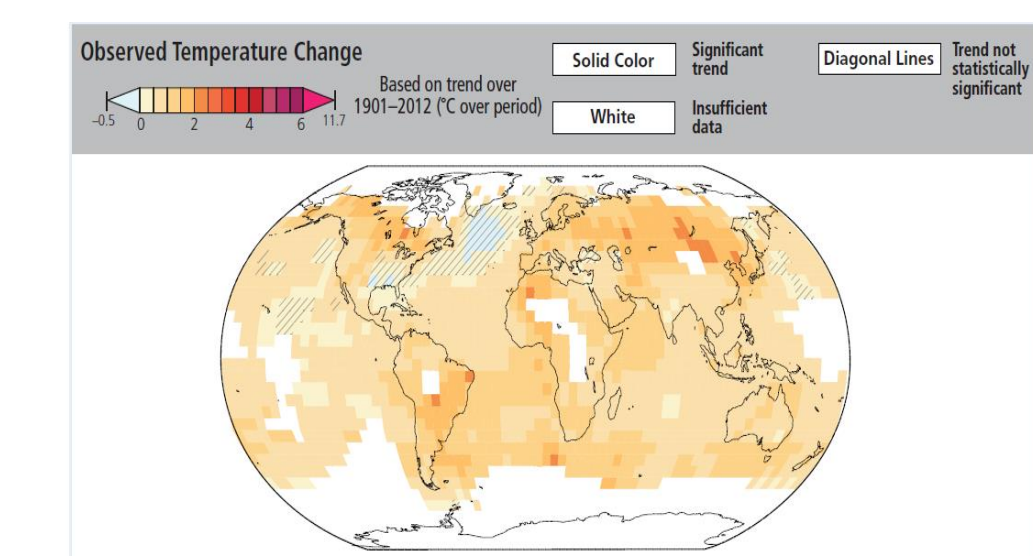 Observed Temperature Change
−0.5
0
2
4
6
11.7
Based on trend over
1901–2012 (°C over period)
Solid Color
Significant
trend
White
Insufficient
data
Diagonal Lines
Trend not
statistically
significant